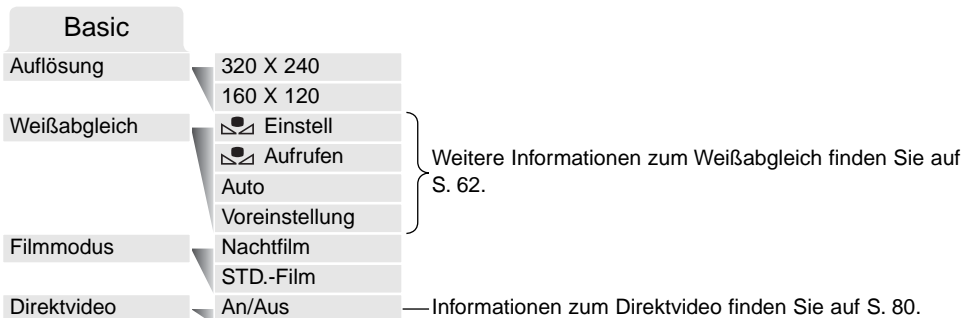 Basic
Auflösung
320 X 240
160 X 120
Weißabgleich
Einstell
Aufrufen
Auto
Voreinstellung
Weitere Informationen zum Weißabgleich finden Sie auf
S. 62.
Filmmodus
Nachtfilm
STD.-Film
Direktvideo
An/Aus
Informationen zum Direktvideo finden Sie auf S. 80.